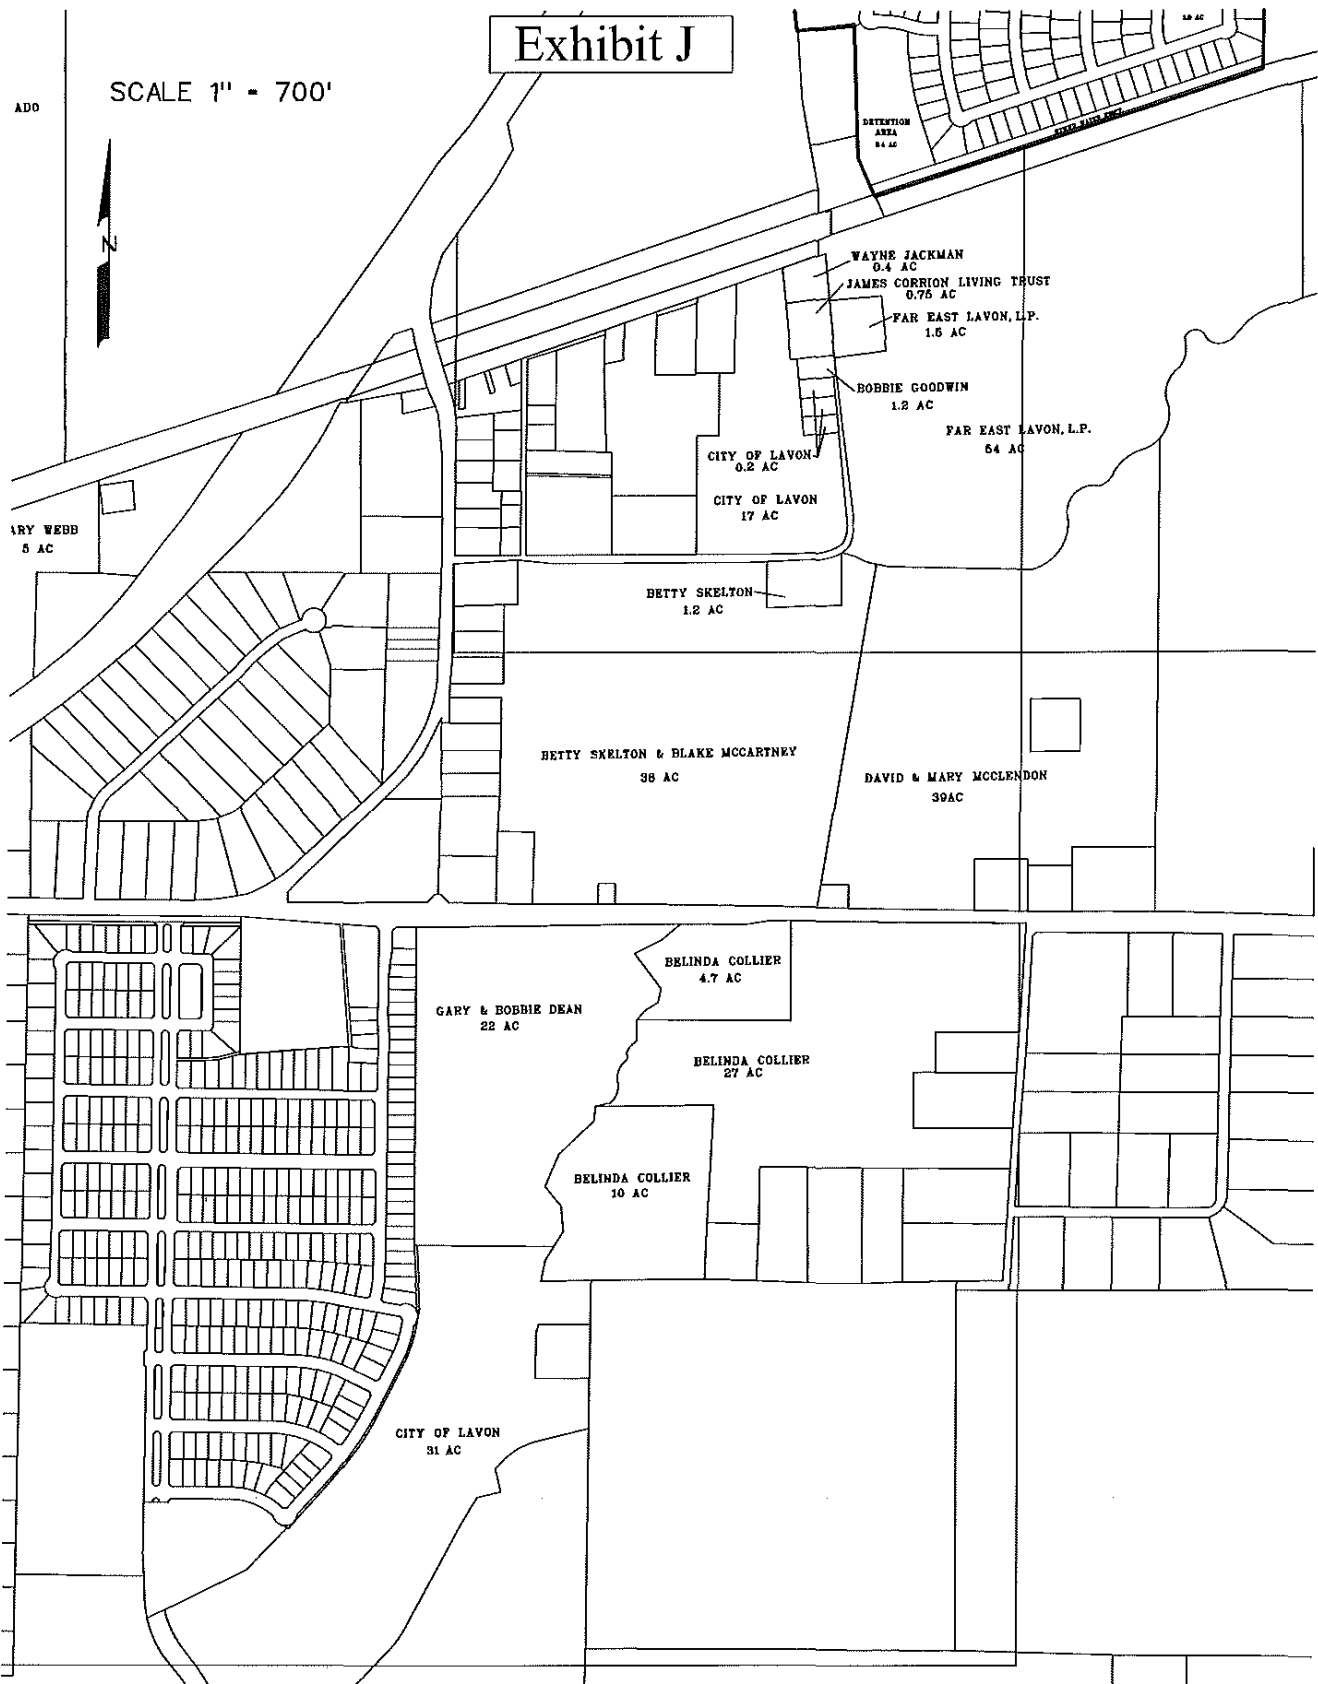 Exhibit J
SCALE 1" = 700'
ADO
N
DETENTION
AREA
WAYNE JACKMAN
0.4 AC
JAMES CORRION LIVING TRUST
0.75 AC
FAR EAST LAVON, L.P.
1.5 AC
BOBBIE GOODWIN
1.2 AC
FAR EAST LAVON, L.P.
54 AC
CITY OF LAVON
0.2 AC
CITY OF LAVON
17 AC
ARY WEBB
5 AC
BETTY SKELTON
1.2 AC
BETTY SKELTON & BLAKE MCCARTNEY
38 AC
DAVID & MARY MCCLENDON
39AC
BELINDA COLLIER
4.7 AC
GARY & BOBBIE DEAN
22 AC
BELINDA COLLIER
27 AC
BELINDA COLLIER
10 AC
CITY OF LAVON
31 AC